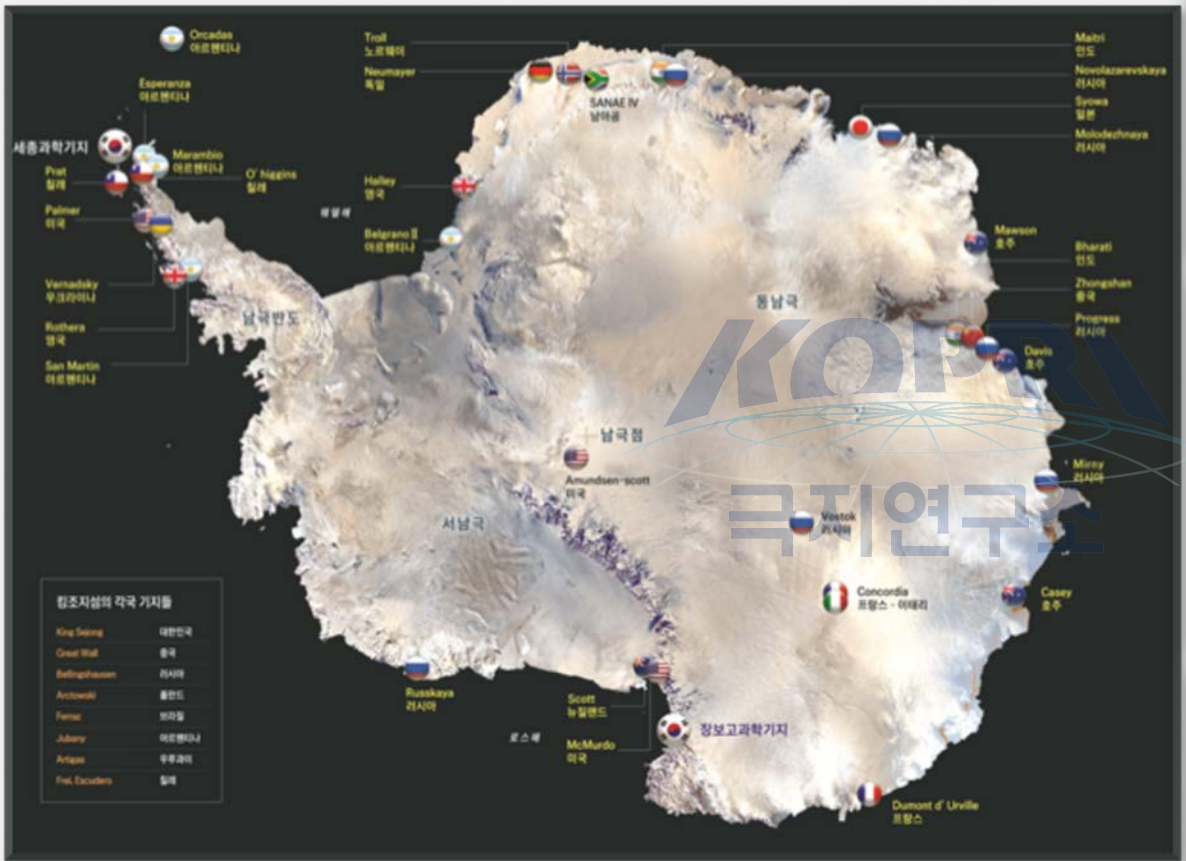 Orcadas
아르헨티나
Esperanza
아르헨티나
세종과학기지
Marambio
아르헨티나
Prat
칠레
O' higgins
칠레
Palmer
미국
Vernadsky
우크라이나
Rothera
영국
San Martin
아르헨티나
남극반도
Troll
노르웨이
Neumayer
독일
SANAE IV
남아공
Halley
영국
웨델해
Belgrano II
아르헨티나
Maitri
인도
Novolazarevskaya
러시아
Syowa
일본
Molodezhnaya
러시아
Mawson
호주
Bharati
인도
Zhongshan
중국
Progress
러시아
Davis
호주
동남극
KOPRI
극지연구소
남극점
Amundsen-scott
미국
서남극
Mirny
러시아
Vostok
러시아
Concordia
프랑스 · 이태리
Casey
호주
Russkaya
러시아
Scott
뉴질랜드
로스해
McMurdo
미국
장보고과학기지
Dumont d' Urville
프랑스
킹조지섬의 각국 기지들
King Sejong 대한민국
Great Wall 중국
Bellingshausen 러시아
Arctowski 폴란드
Ferraz 브라질
Jubany 아르헨티나
Artigas 우루과이
Frei, Escudero 칠레